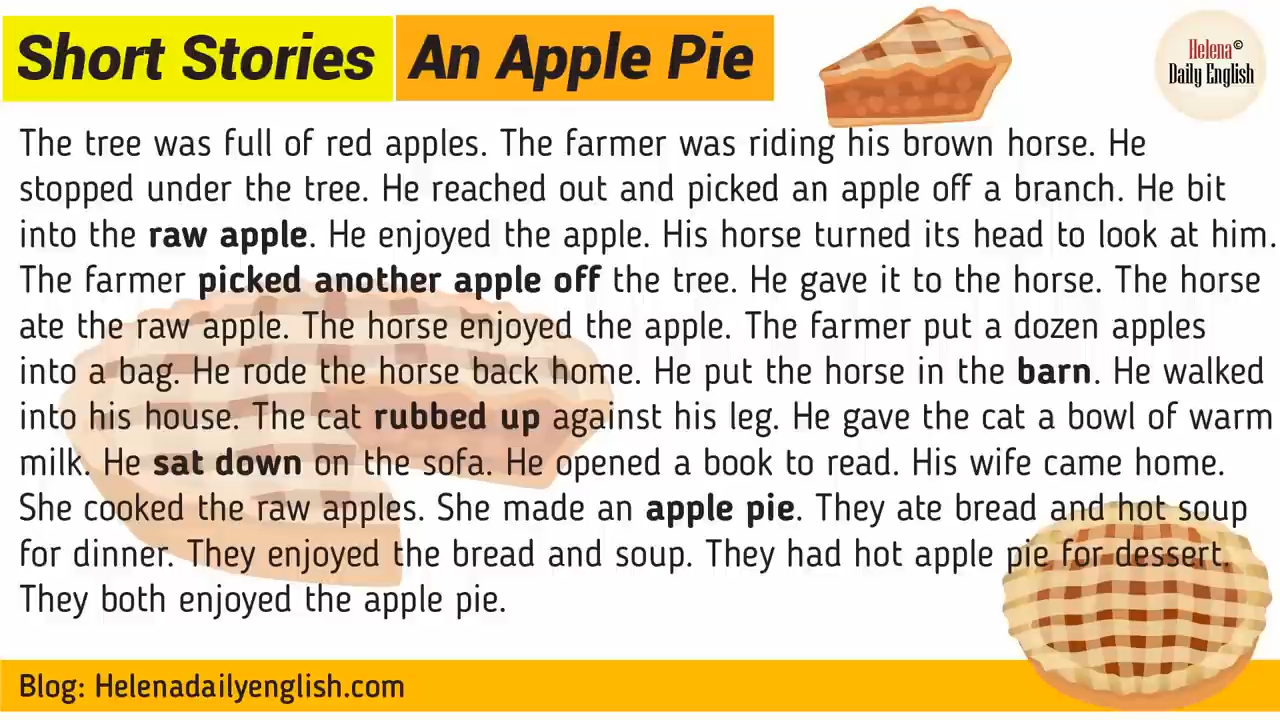 Short Stories An Apple Pie
Helena©
Daily English
The tree was full of red apples. The farmer was riding his brown horse. He
stopped under the tree. He reached out and picked an apple off a branch. He bit
into the raw apple. He enjoyed the apple. His horse turned its head to look at him.
The farmer picked another apple off the tree. He gave it to the horse. The horse
ate the raw apple. The horse enjoyed the apple. The farmer put a dozen apples
into a bag. He rode the horse back home. He put the horse in the barn. He walked
into his house. The cat rubbed up against his leg. He gave the cat a bowl of warm
milk. He sat down on the sofa. He opened a book to read. His wife came home.
She cooked the raw apples. She made an apple pie. They ate bread and hot soup
for dinner. They enjoyed the bread and soup. They had hot apple pie for dessert.
They both enjoyed the apple pie.
Blog: Helenadailyenglish.com